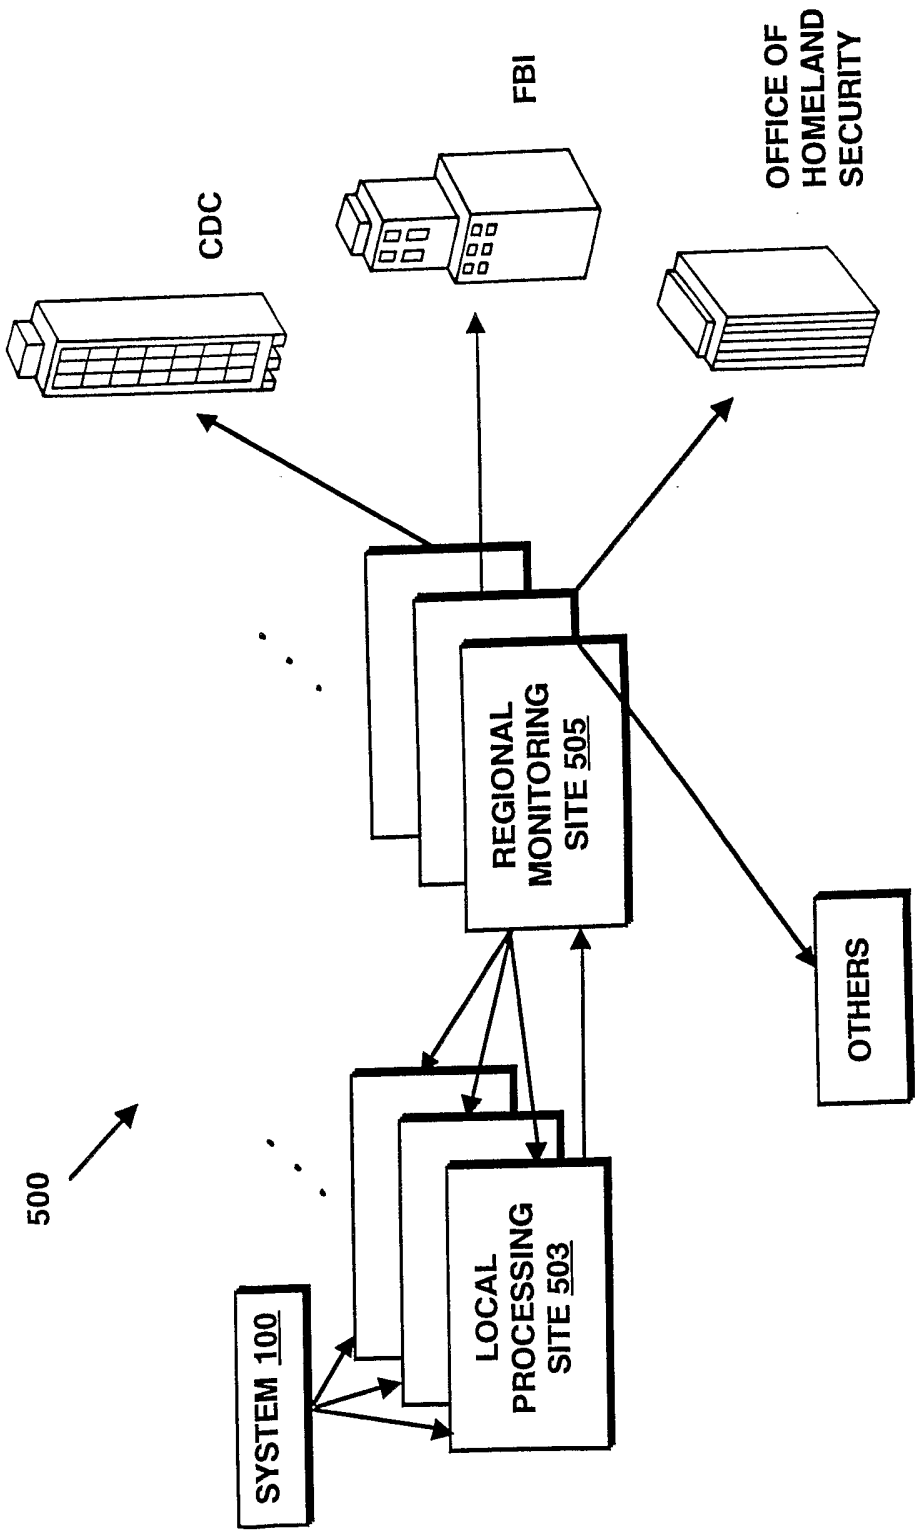 500
SYSTEM 100
LOCAL
PROCESSING
SITE 503
REGIONAL
MONITORING
SITE 505
OTHERS
CDC
FBI
OFFICE OF
HOMELAND
SECURITY